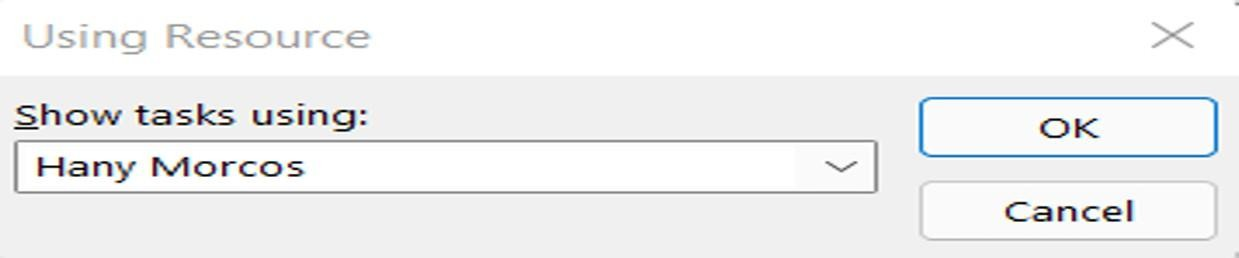 Using Resource
Show tasks using:
Hany Morcos
OK
Cancel